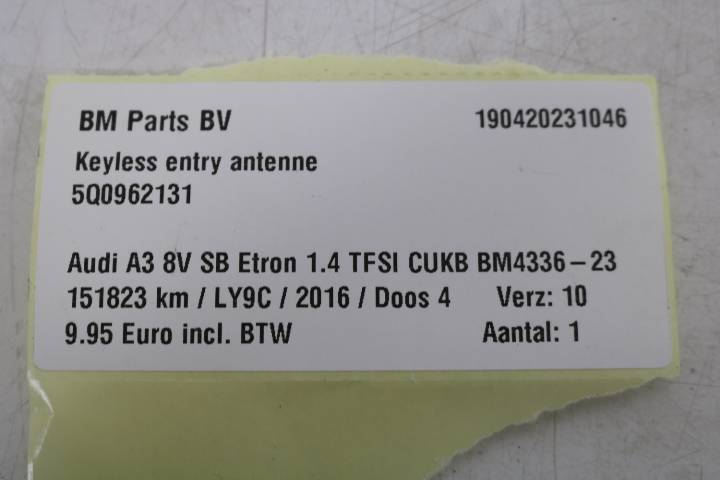 BM Parts BV 190420231046
Keyless entry antenne
5Q0962131
Audi A3 8V SB Etron 1.4 TFSI CUKB BM4336-23
151823 km / LY9C / 2016 / Doos 4 Verz: 10
9.95 Euro incl. BTW Aantal: 1